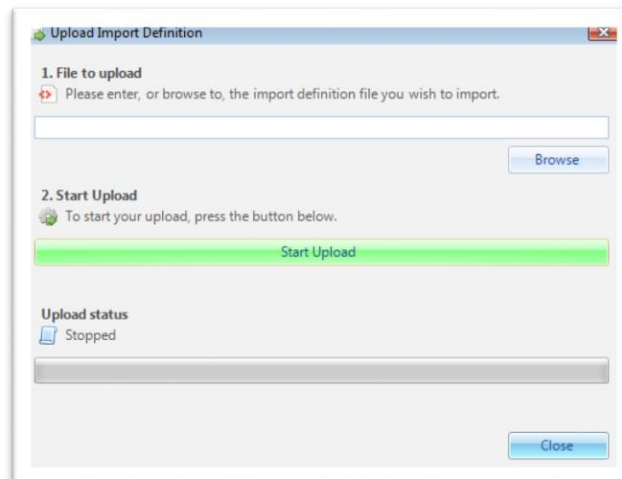 Upload Import Definition
1. File to upload
Please enter, or browse to, the import definition file you wish to import.
Browse
2. Start Upload
To start your upload, press the button below.
Start Upload
Upload status
Stopped
Close